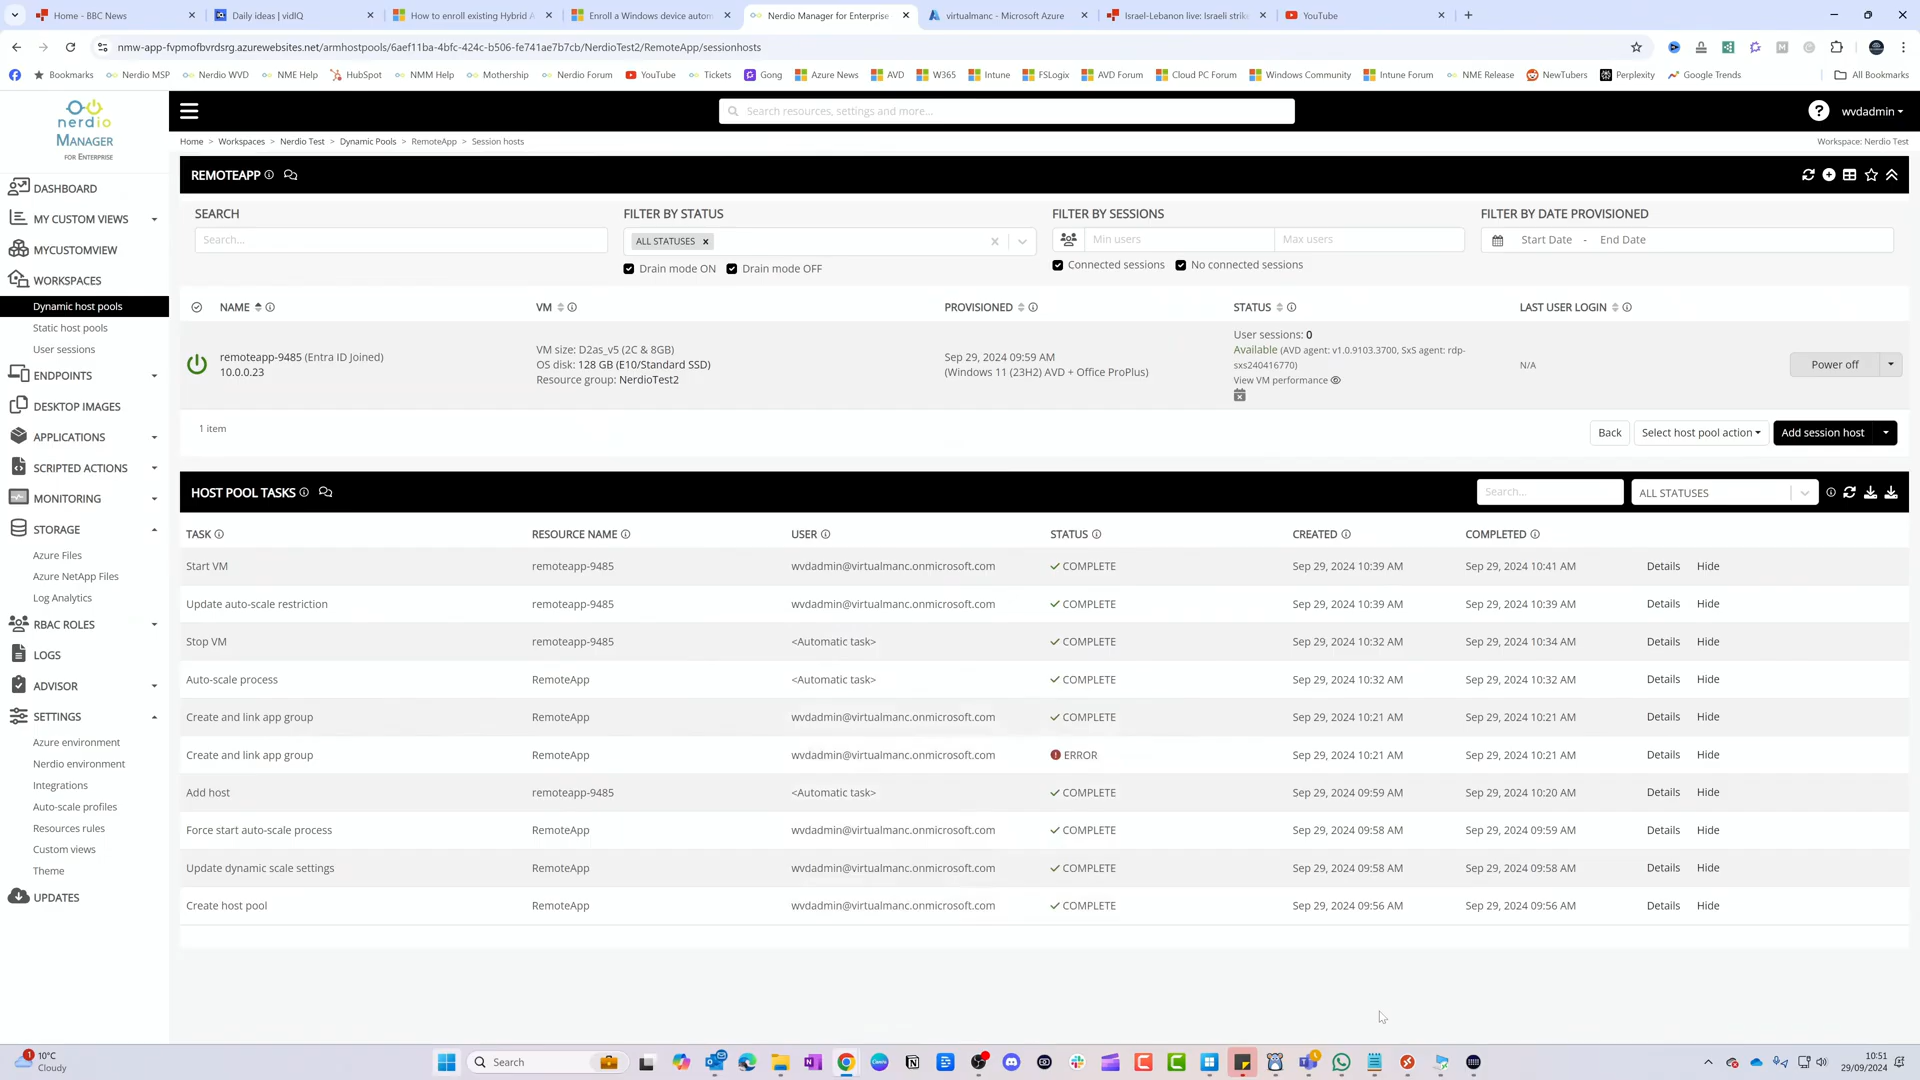 Home - BBC News
Daily ideas | vidIQ
How to enroll existing Hybrid A
Enroll a Windows device autom
Nerdio Manager for Enterprise
virtualmanc - Microsoft Azure
Israel-Lebanon live: Israeli strik
YouTube
nmw-app-fvpmofbvrdsrg.azurewebsites.net/armhostpools/6aef11ba-4bfc-424c-b506-fe741ae7b7cb/NerdioTest2/RemoteApp/sessionhosts
Bookmarks Nerdio MSP Nerdio WVD NME Help HubSpot NMM Help Mothership Nerdio Forum YouTube Tickets Gong Azure News AVD W365 Intune FSLogix AVD Forum Cloud PC Forum Windows Community Intune Forum NME Release NewTubers Perplexity Google Trends All Bookmarks
nerdio
MANAGER
FOR ENTERPRISE
Search resources, settings and more...
wvdadmin
Home > Workspaces > Nerdio Test > Dynamic Pools > RemoteApp > Session hosts
Workspace: Nerdio Test
DASHBOARD
MY CUSTOM VIEWS
MYCUSTOMVIEW
WORKSPACES
Dynamic host pools
Static host pools
User sessions
ENDPOINTS
DESKTOP IMAGES
APPLICATIONS
SCRIPTED ACTIONS
MONITORING
STORAGE
Azure Files
Azure NetApp Files
Log Analytics
RBAC ROLES
LOGS
ADVISOR
SETTINGS
Azure environment
Nerdio environment
Integrations
Auto-scale profiles
Resources rules
Custom views
Theme
UPDATES
REMOTEAPP
SEARCH
Search...
FILTER BY STATUS
ALL STATUSES ×
Drain mode ON Drain mode OFF
FILTER BY SESSIONS
Min users Max users
Connected sessions No connected sessions
FILTER BY DATE PROVISIONED
Start Date - End Date
NAME VM PROVISIONED STATUS LAST USER LOGIN
remoteapp-9485 (Entra ID Joined)
10.0.0.23
VM size: D2as_v5 (2C & 8GB)
OS disk: 128 GB (E10/Standard SSD)
Resource group: NerdioTest2
Sep 29, 2024 09:59 AM
(Windows 11 (23H2) AVD + Office ProPlus)
User sessions: 0
Available (AVD agent: v1.0.9103.3700, SxS agent: rdp-
sxs240416770)
View VM performance
N/A
Power off
1 item
Back
Select host pool action
Add session host
HOST POOL TASKS
Search...
ALL STATUSES
TASK RESOURCE NAME USER STATUS CREATED COMPLETED
Start VM remoteapp-9485 wvdadmin@virtualmanc.onmicrosoft.com COMPLETE Sep 29, 2024 10:39 AM Sep 29, 2024 10:41 AM Details Hide
Update auto-scale restriction remoteapp-9485 wvdadmin@virtualmanc.onmicrosoft.com COMPLETE Sep 29, 2024 10:39 AM Sep 29, 2024 10:39 AM Details Hide
Stop VM remoteapp-9485 <Automatic task> COMPLETE Sep 29, 2024 10:32 AM Sep 29, 2024 10:34 AM Details Hide
Auto-scale process RemoteApp <Automatic task> COMPLETE Sep 29, 2024 10:32 AM Sep 29, 2024 10:32 AM Details Hide
Create and link app group RemoteApp wvdadmin@virtualmanc.onmicrosoft.com COMPLETE Sep 29, 2024 10:21 AM Sep 29, 2024 10:21 AM Details Hide
Create and link app group RemoteApp wvdadmin@virtualmanc.onmicrosoft.com ERROR Sep 29, 2024 10:21 AM Sep 29, 2024 10:21 AM Details Hide
Add host remoteapp-9485 <Automatic task> COMPLETE Sep 29, 2024 09:59 AM Sep 29, 2024 10:20 AM Details Hide
Force start auto-scale process RemoteApp wvdadmin@virtualmanc.onmicrosoft.com COMPLETE Sep 29, 2024 09:58 AM Sep 29, 2024 09:59 AM Details Hide
Update dynamic scale settings RemoteApp wvdadmin@virtualmanc.onmicrosoft.com COMPLETE Sep 29, 2024 09:58 AM Sep 29, 2024 09:58 AM Details Hide
Create host pool RemoteApp wvdadmin@virtualmanc.onmicrosoft.com COMPLETE Sep 29, 2024 09:56 AM Sep 29, 2024 09:56 AM Details Hide
1
10°C
Cloudy
Search
10:51
29/09/2024